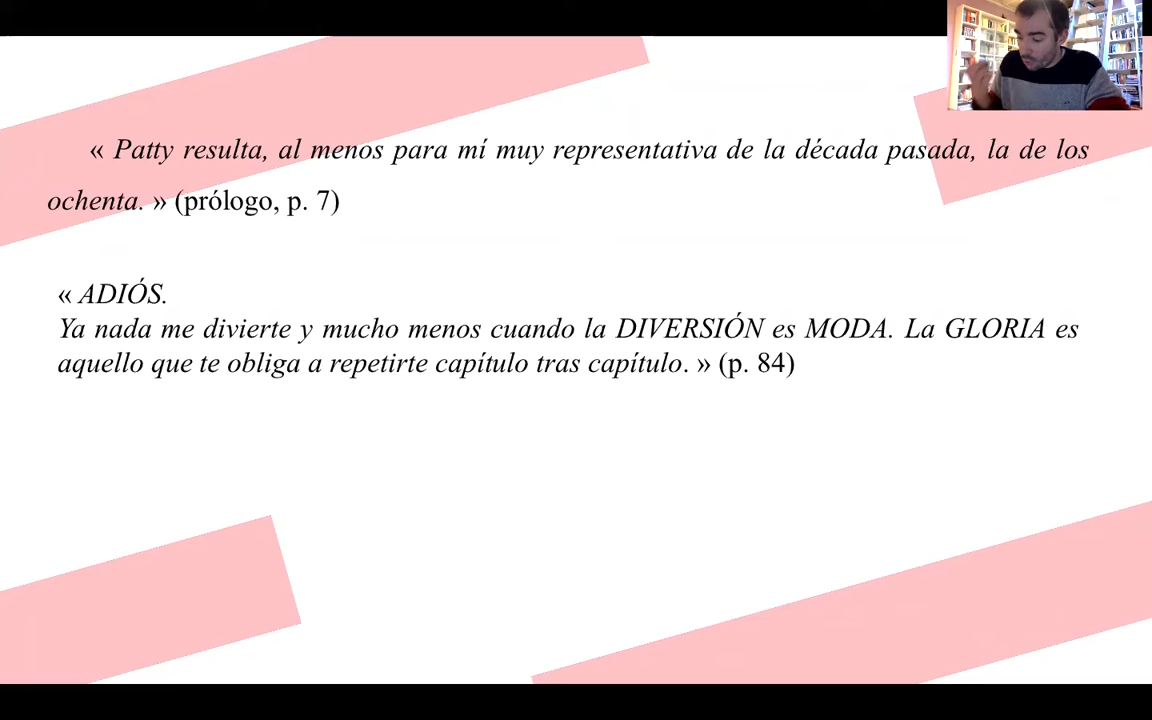 « Patty resulta, al menos para mí muy representativa de la década pasada, la de los
ochenta. » (prólogo, p. 7)
« ADIÓS.
Ya nada me divierte y mucho menos cuando la DIVERSIÓN es MODA. La GLORIA es
aquello que te obliga a repetirte capítulo tras capítulo. » (p. 84)